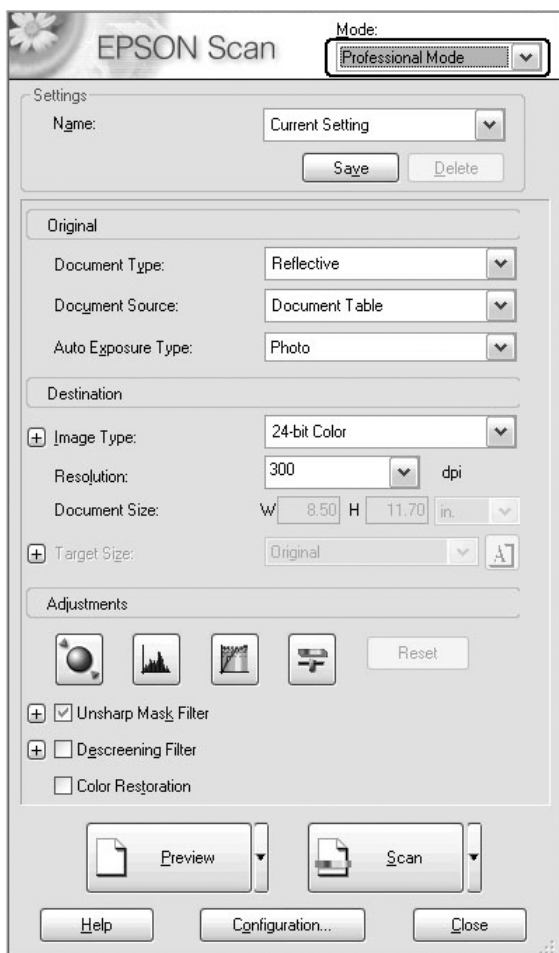 EPSON Scan
Mode:
Professional Mode
Settings
Name: Current Setting
Save Delete
Original
Document Type: Reflective
Document Source: Document Table
Auto Exposure Type: Photo
Destination
Image Type: 24-bit Color
Resolution: 300 dpi
Document Size: W 8.50 H 11.70 in.
Target Size: Original A
Adjustments
Reset
Unsharp Mask Filter
Descreening Filter
Color Restoration
Preview Scan
Help Configuration... Close